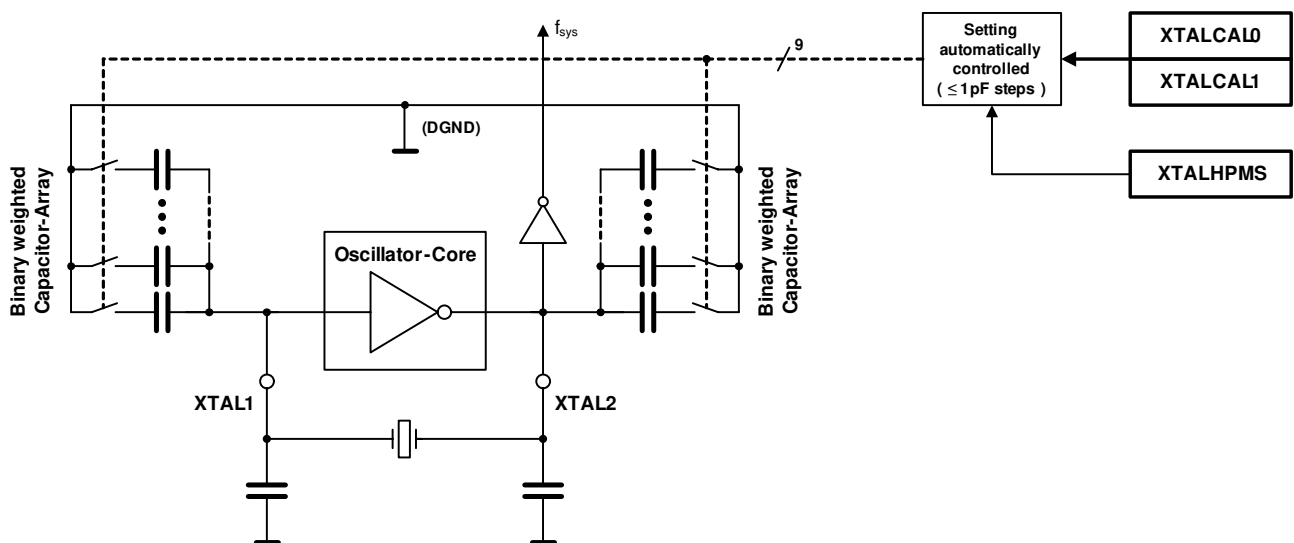 f_sys
9
Setting
automatically
controlled
( ≤ 1pF steps )
XTALCAL0
XTALCAL1
XTALHPMS
(DGND)
Binary weighted
Capacitor-Array
Oscillator-Core
Binary weighted
Capacitor-Array
XTAL1
XTAL2